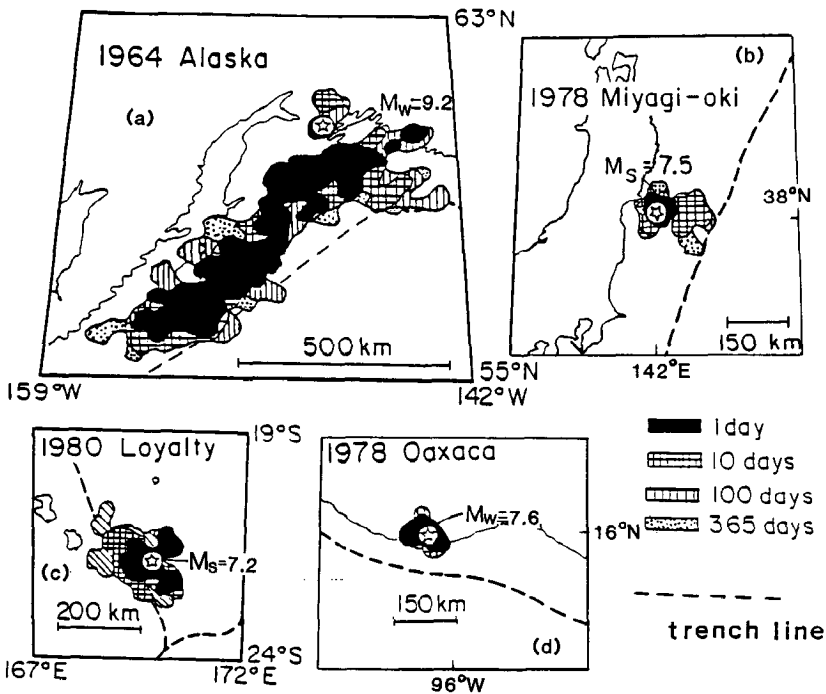 63°N
1964 Alaska
(a)
Mw=9.2
500 km
159°W
142°W
55°N
(b)
1978 Miyagi-oki
Ms=7.5
38°N
150 km
142°E
1 day
10 days
100 days
365 days
trench line
1980 Loyalty
19°S
Ms=7.2
(c)
200 km
167°E
172°E
24°S
1978 Oaxaca
Mw=7.6
16°N
150 km
(d)
96°W